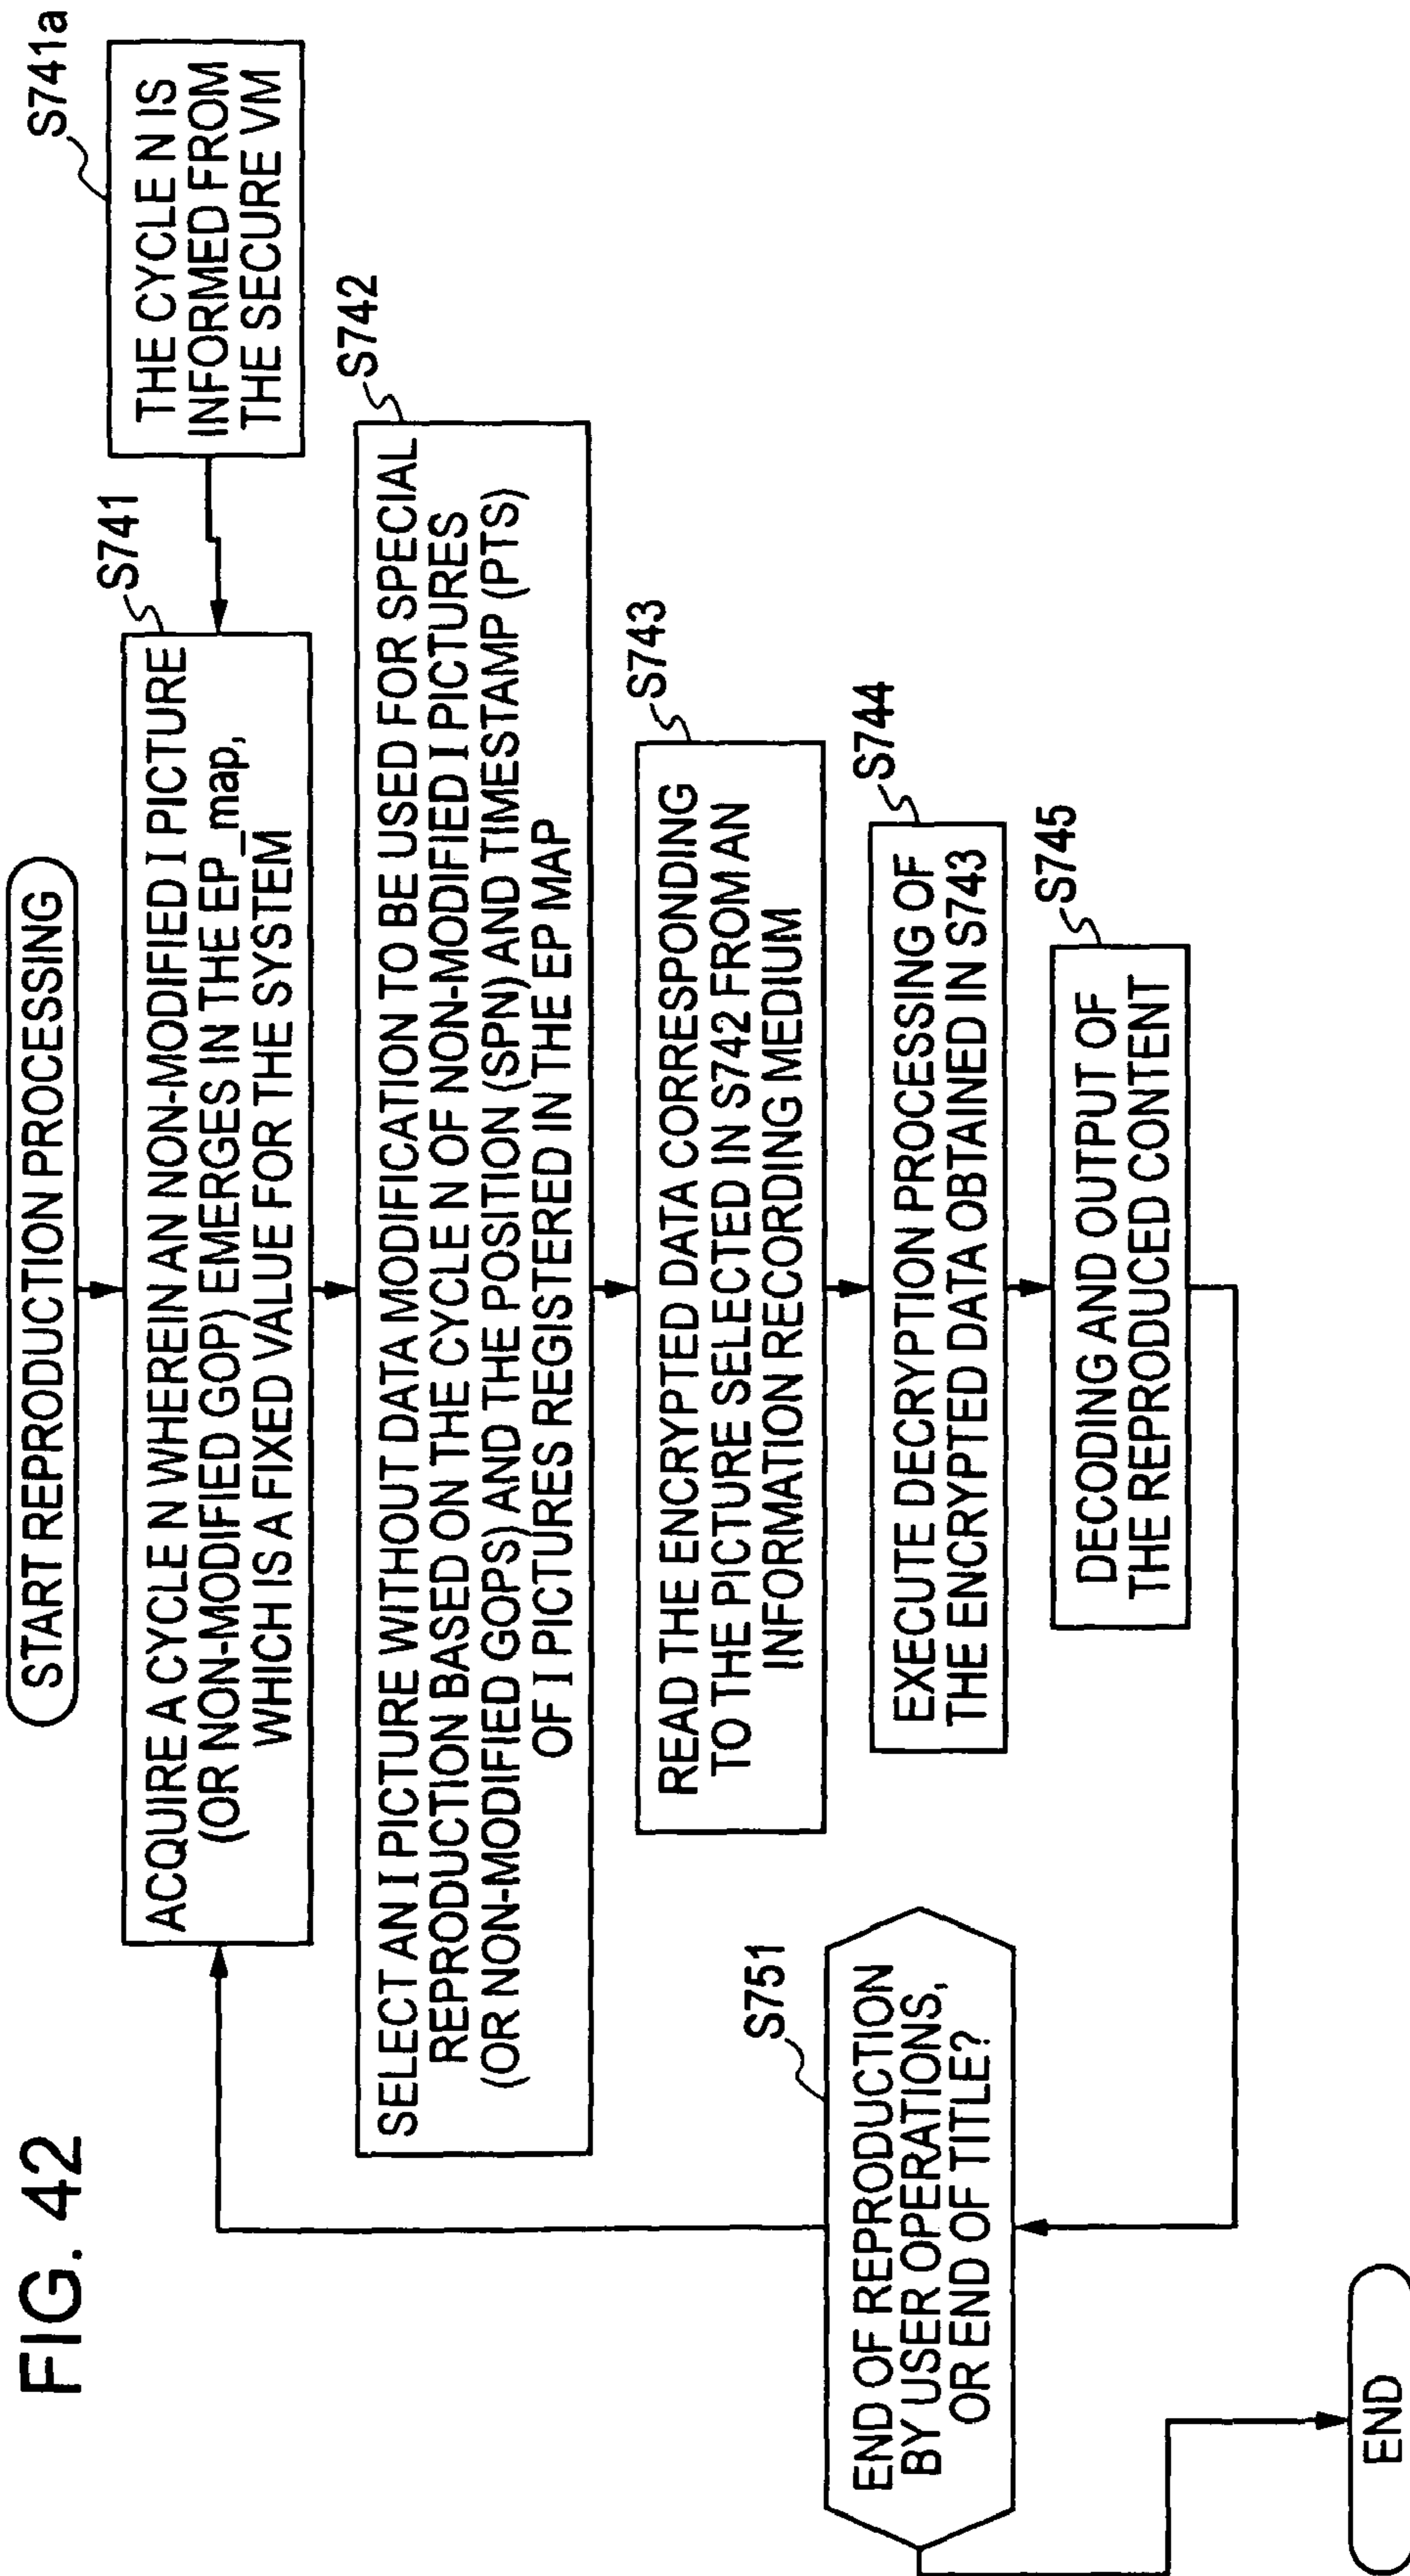 FIG. 42
START REPRODUCTION PROCESSING
S741
ACQUIRE A CYCLE N WHEREIN AN NON-MODIFIED I PICTURE
(OR NON-MODIFIED GOP) EMERGES IN THE EP_map,
WHICH IS A FIXED VALUE FOR THE SYSTEM
S741a
THE CYCLE N IS
INFORMED FROM
THE SECURE VM
S742
SELECT AN I PICTURE WITHOUT DATA MODIFICATION TO BE USED FOR SPECIAL
REPRODUCTION BASED ON THE CYCLE N OF NON-MODIFIED I PICTURES
(OR NON-MODIFIED GOPS) AND THE POSITION (SPN) AND TIMESTAMP (PTS)
OF I PICTURES REGISTERED IN THE EP MAP
S743
READ THE ENCRYPTED DATA CORRESPONDING
TO THE PICTURE SELECTED IN S742 FROM AN
INFORMATION RECORDING MEDIUM
S744
EXECUTE DECRYPTION PROCESSING OF
THE ENCRYPTED DATA OBTAINED IN S743
S745
DECODING AND OUTPUT OF
THE REPRODUCED CONTENT
S751
END OF REPRODUCTION
BY USER OPERATIONS,
OR END OF TITLE?
END